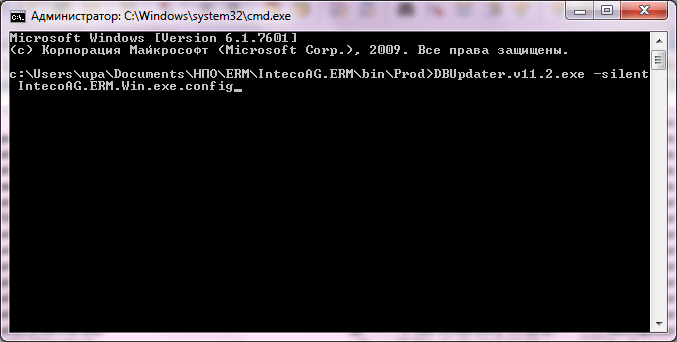 Администратор: C:\Windows\system32\cmd.exe
Microsoft Windows [Version 6.1.7601]
(c) Корпорация Майкрософт (Microsoft Corp.), 2009. Все права защищены.
c:\Users\upa\Documents\НПО\ERM\IntecoAG.ERM\bin\Prod>DBUpdater.v11.2.exe -silent
IntecoAG.ERM.Win.exe.config